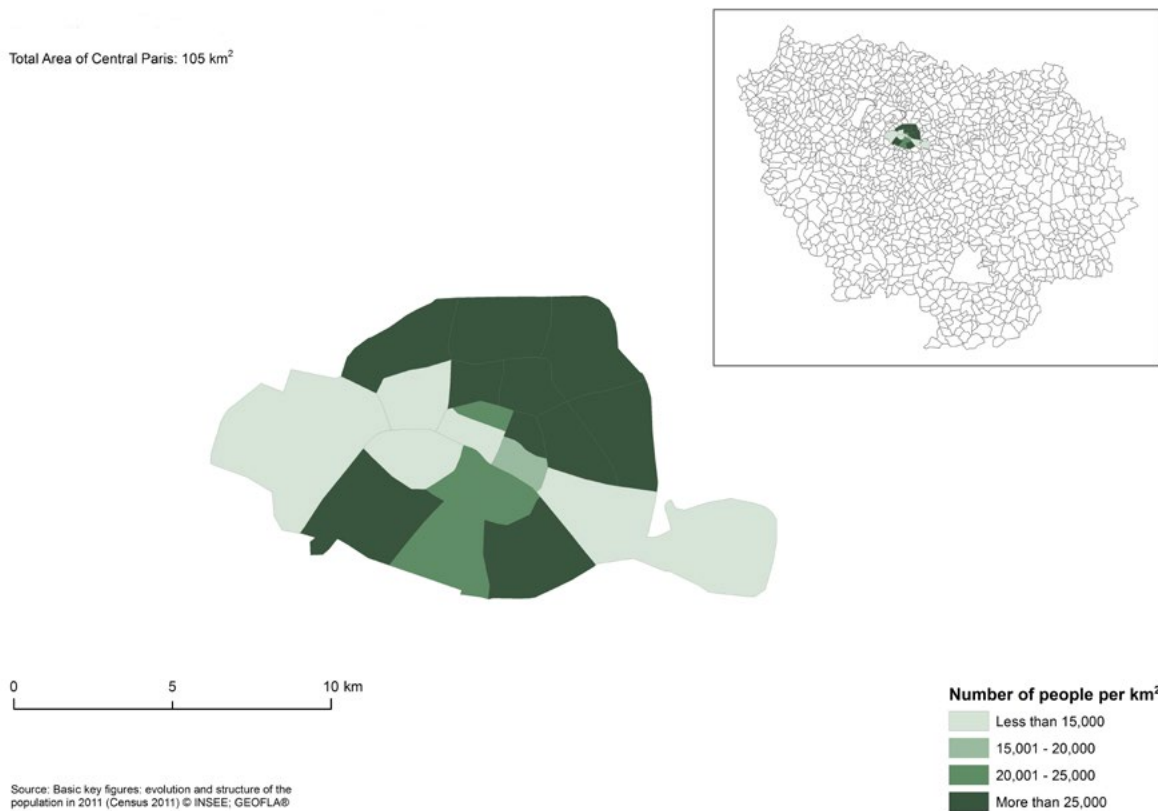 Total Area of Central Paris: 105 km²
0 5 10 km
Number of people per km²
Less than 15,000
15,001 - 20,000
20,001 - 25,000
More than 25,000
Source: Basic key figures: evolution and structure of the
population in 2011 (Census 2011) © INSEE; GEOFLA®